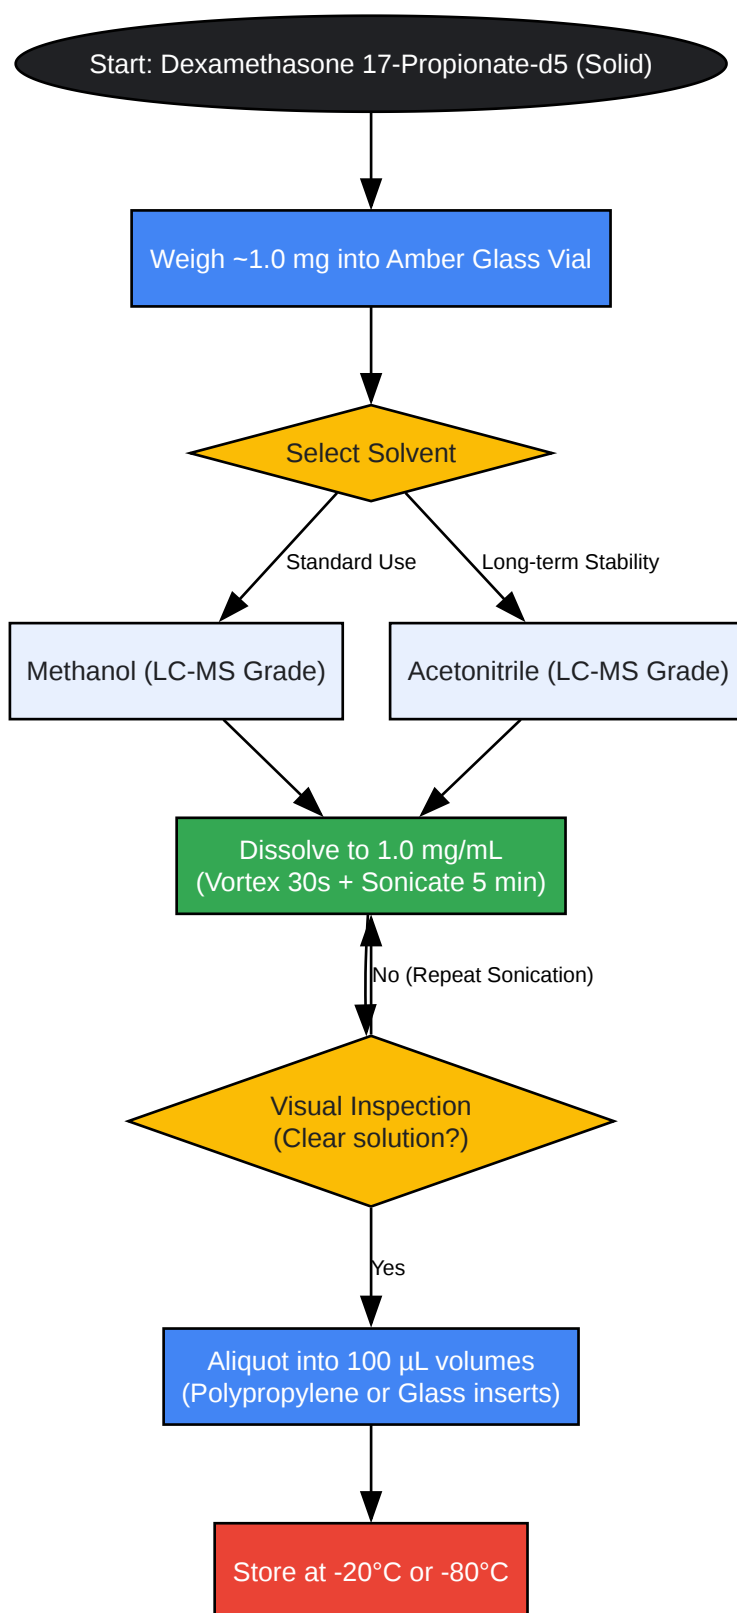 Start: Dexamethasone 17-Propionate-d5 (Solid)
Weigh ~1.0 mg into Amber Glass Vial
Select Solvent
Standard Use
Long-term Stability
Methanol (LC-MS Grade)
Acetonitrile (LC-MS Grade)
Dissolve to 1.0 mg/mL
(Vortex 30s + Sonicate 5 min)
No (Repeat Sonication)
Visual Inspection
(Clear solution?)
Yes
Aliquot into 100 µL volumes
(Polypropylene or Glass inserts)
Store at -20°C or -80°C